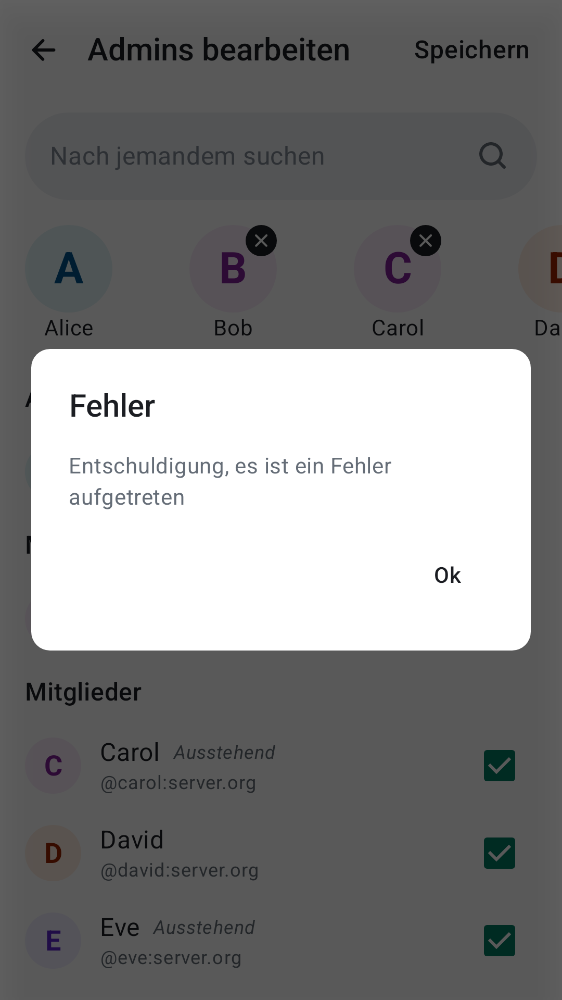 Admins bearbeiten
Speichern
Nach jemandem suchen
A
B
C
Alice
Bob
Carol
Da
Fehler
Entschuldigung, es ist ein Fehler
aufgetreten
Ok
Mitglieder
C
Carol Ausstehend
@carol:server.org
D
David
@david:server.org
E
Eve Ausstehend
@eve:server.org